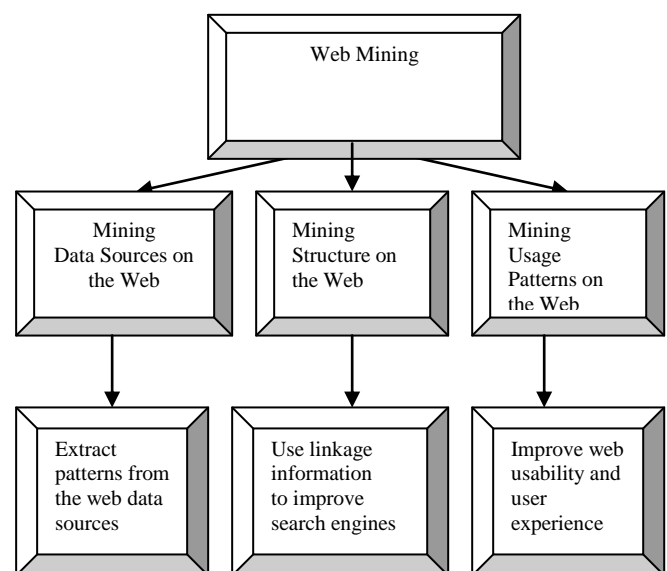 Web Mining
Mining
Data Sources on
the Web
Mining
Structure on
the Web
Mining
Usage
Patterns on
the Web
Extract
patterns from
the web data
sources
Use linkage
information
to improve
search engines
Improve web
usability and
user
experience